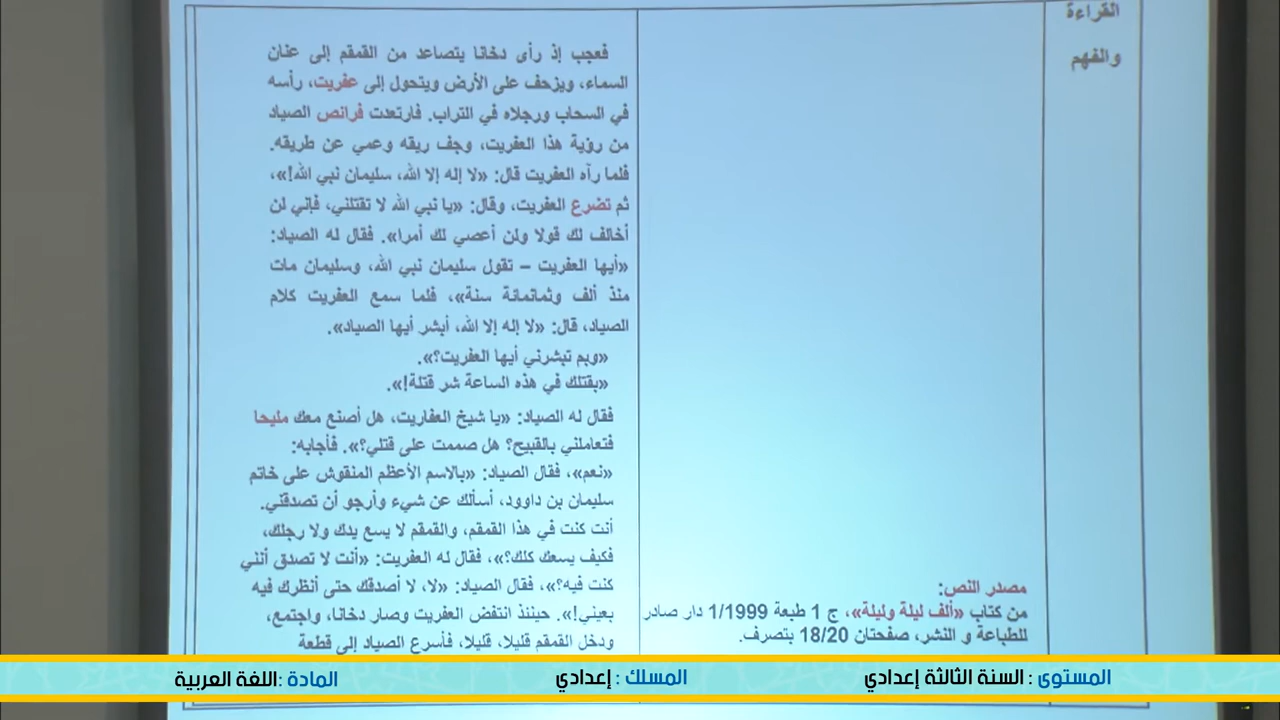 القراءة
والفهم
فعجب إذ رأى دخانا يتصاعد من القمقم إلى عنان
السماء، ويزحف على الأرض ويتحول إلى عفريت، رأسه
في السحاب ورجلاه في التراب. فارتعدت فرائص الصياد
من رؤية هذا العفريت، وجف ريقه وعمي عن طريقه.
فلما رآه العفريت قال: «لا إله إلا الله، سليمان نبي الله!»،
ثم تضرع العفريت، وقال: «يا نبي الله لا تقتلني، فإني لن
أخالف لك قولا ولن أعصي لك أمرا». فقال له الصياد:
«أيها العفريت – تقول سليمان نبي الله، وسليمان مات
منذ ألف وثمانمائة سنة»، فلما سمع العفريت كلام
الصياد، قال: «لا إله إلا الله، أبشر أيها الصياد».
«وبم تبشرني أيها العفريت؟».
«بقتلك في هذه الساعة شر قتلة!».
فقال له الصياد: «يا شيخ العفاريت، هل أصنع معك مليحا
فتعاملني بالقبيح؟ هل صممت على قتلي؟». فأجابه:
«نعم»، فقال الصياد: «بالاسم الأعظم المنقوش على خاتم
سليمان بن داوود، أسألك عن شيء وأرجو أن تصدقني.
أنت كنت في هذا القمقم، والقمقم لا يسع يدك ولا رجلك،
فكيف يسعك كلك؟»، فقال له العفريت: «أنت لا تصدق أنني
كنت فيه؟»، فقال الصياد: «لا، لا أصدقك حتى أنظرك فيه
بعيني!». حينئذ انتفض العفريت وصار دخانا، واجتمع،
ودخل القمقم قليلا، قليلا، فأسرع الصياد إلى قطعة
مصدر النص:
من كتاب «ألف ليلة وليلة»، ج 1 طبعة 1/1999 دار صادر
للطباعة و النشر، صفحتان 18/20 بتصرف.
المستوى : السنة الثالثة إعدادي
المسلك : إعدادي
المادة :اللغة العربية